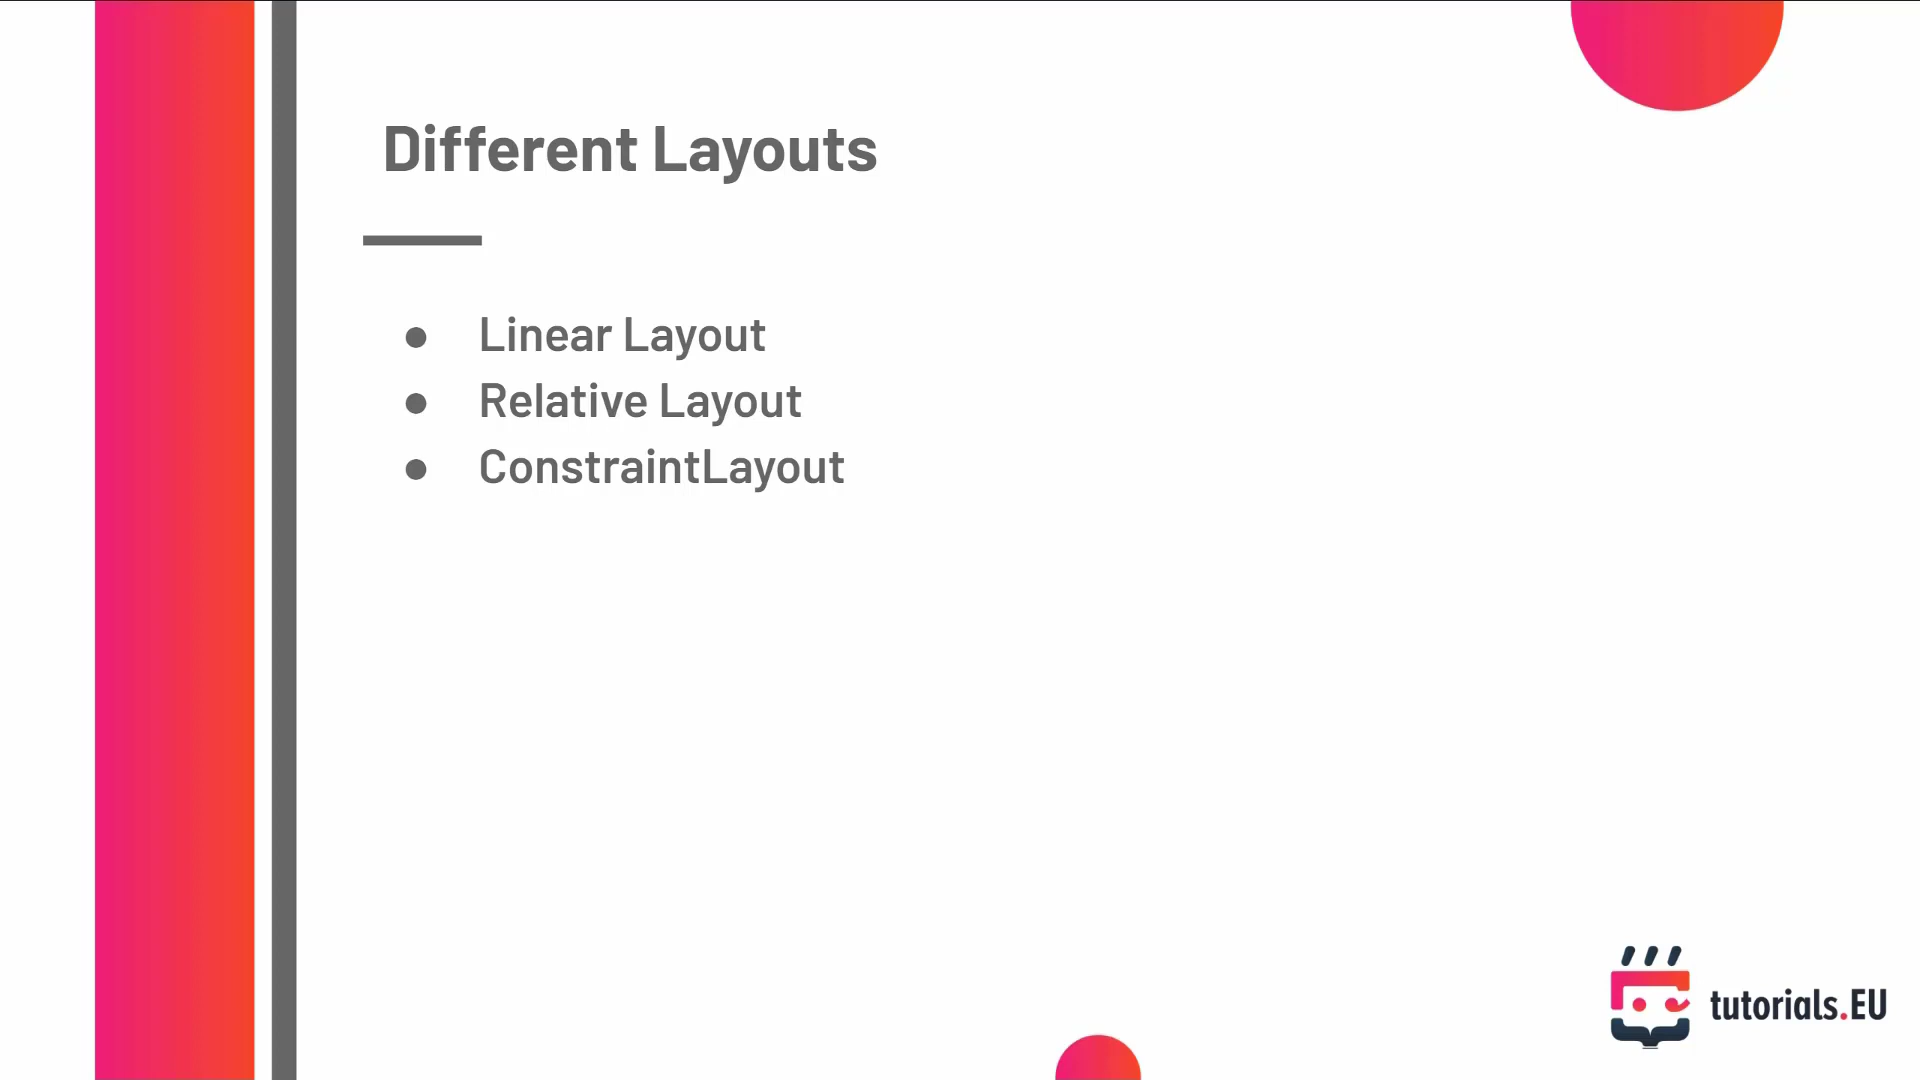 Different Layouts
● Linear Layout
● Relative Layout
● ConstraintLayout
tutorials.EU